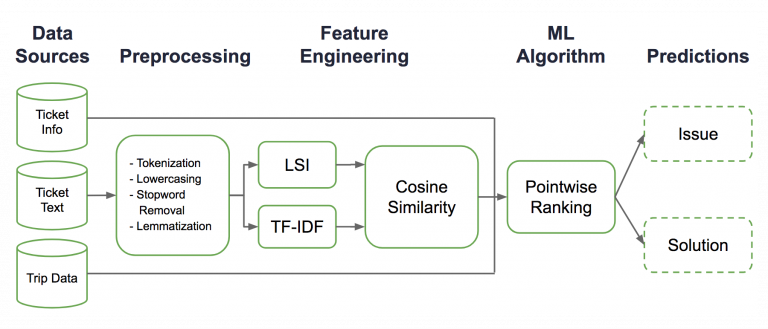 Data
Sources
Preprocessing
Feature
Engineering
ML
Algorithm
Predictions
Ticket
Info
Ticket
Text
Trip Data
- Tokenization
- Lowercasing
- Stopword
Removal
- Lemmatization
LSI
TF-IDF
Cosine
Similarity
Pointwise
Ranking
Issue
Solution